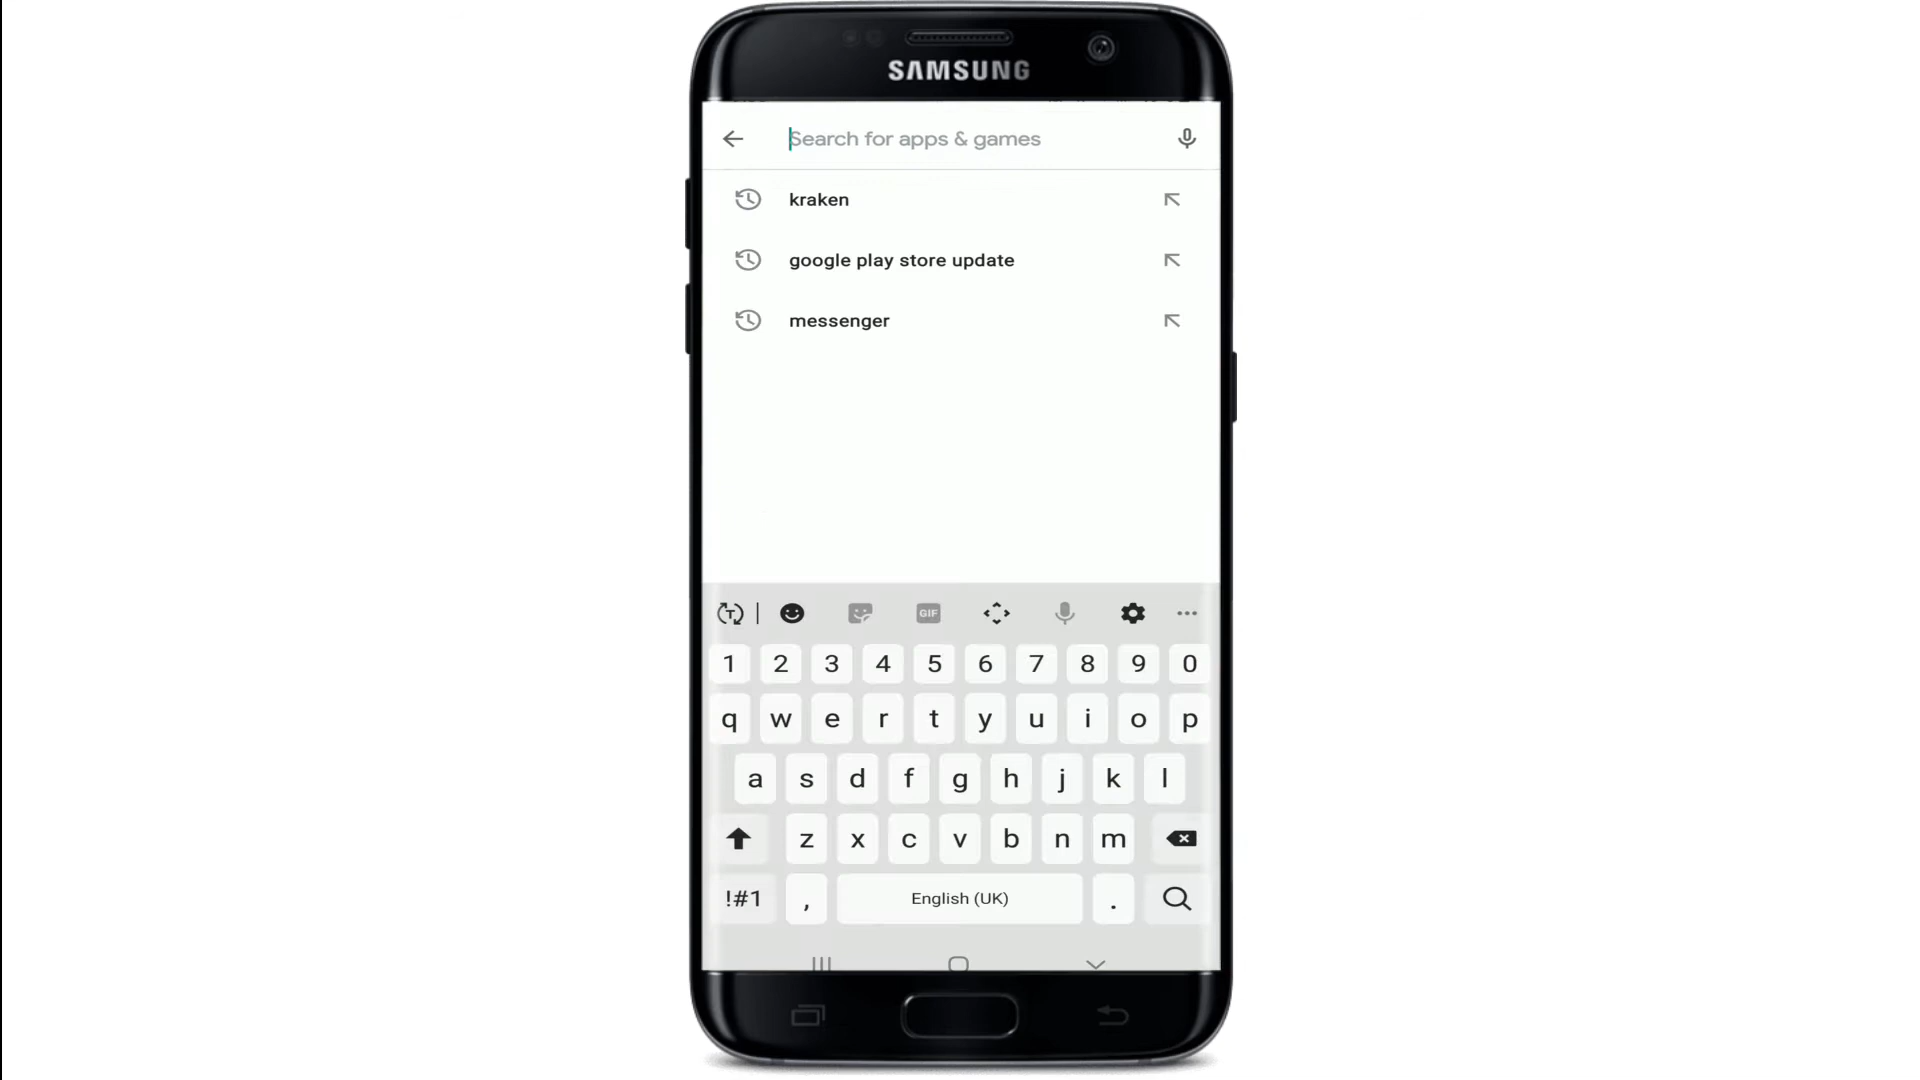 SAMSUNG
Search for apps & games
kraken
google play store update
messenger
T GIF
1 2 3 4 5 6 7 8 9 0
q w e r t y u i o p
a s d f g h j k l
z x c v b n m
!#1 , English (UK) .